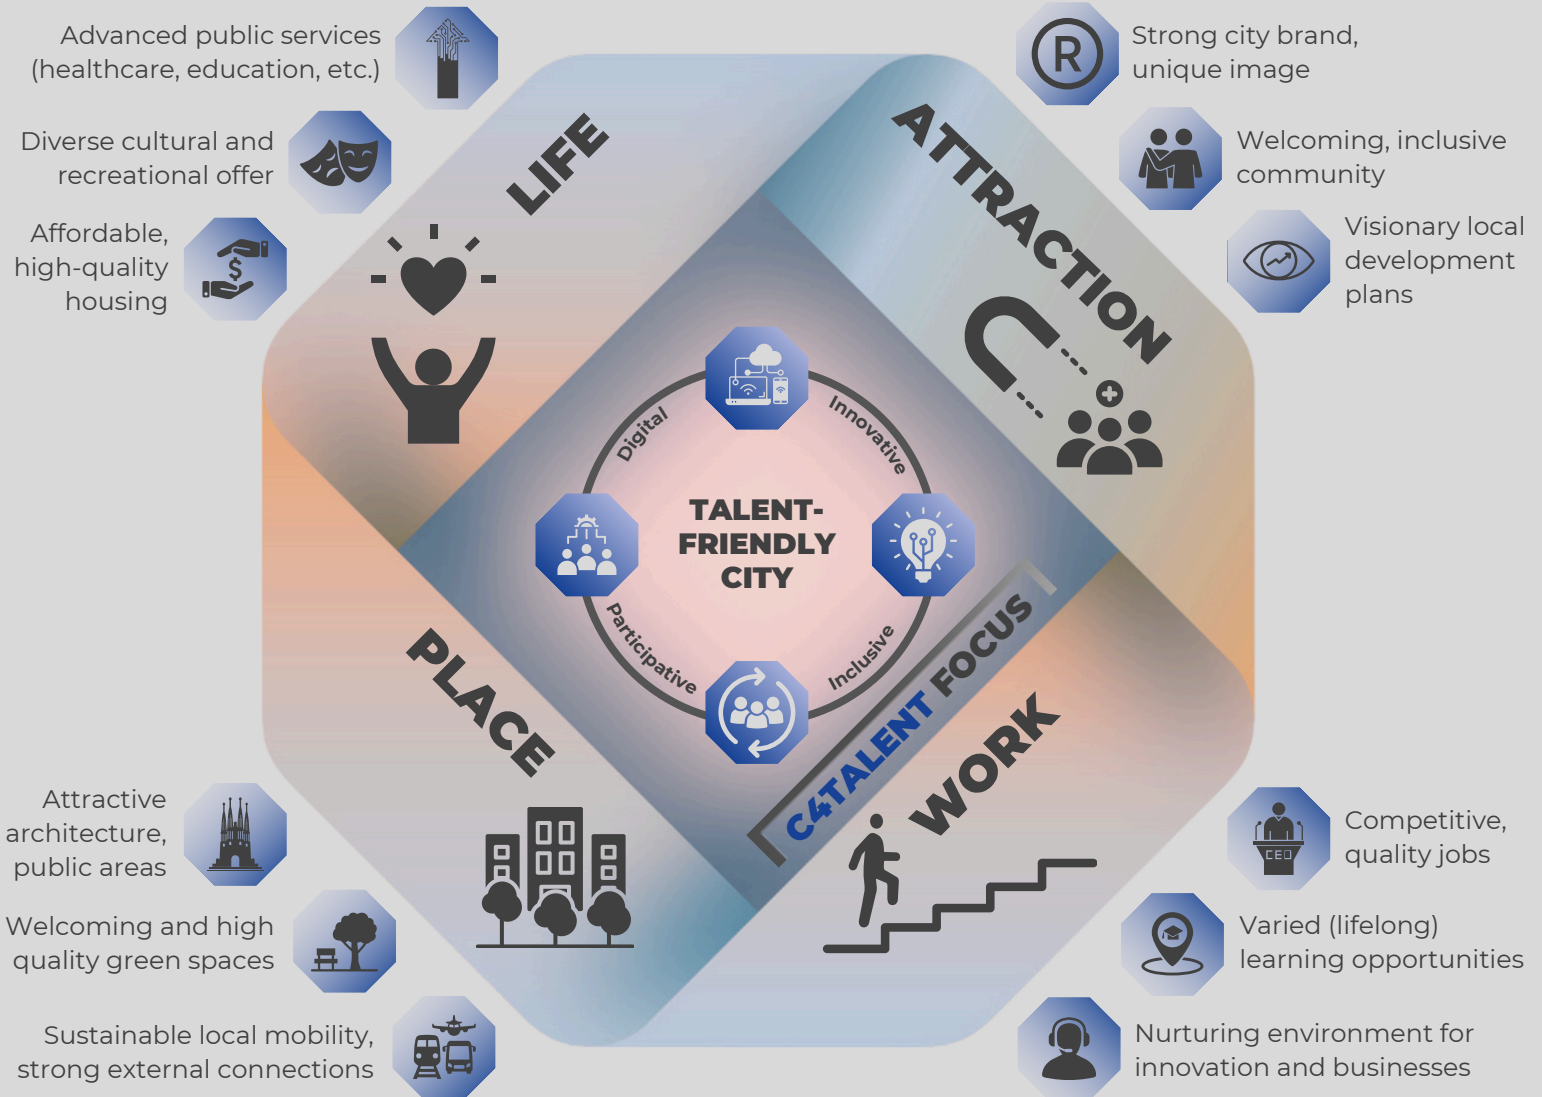 Advanced public services
(healthcare, education, etc.)
Diverse cultural and
recreational offer
Affordable,
high-quality
housing
LIFE
R
Strong city brand,
unique image
Welcoming, inclusive
community
Visionary local
development
plans
ATTRACTION
Digital
Innovative
TALENT-
FRIENDLY
CITY
Participative
Inclusive
C4TALENT FOCUS
PLACE
WORK
Attractive
architecture,
public areas
Welcoming and high
quality green spaces
Sustainable local mobility,
strong external connections
CEO
Competitive,
quality jobs
Varied (lifelong)
learning opportunities
Nurturing environment for
innovation and businesses